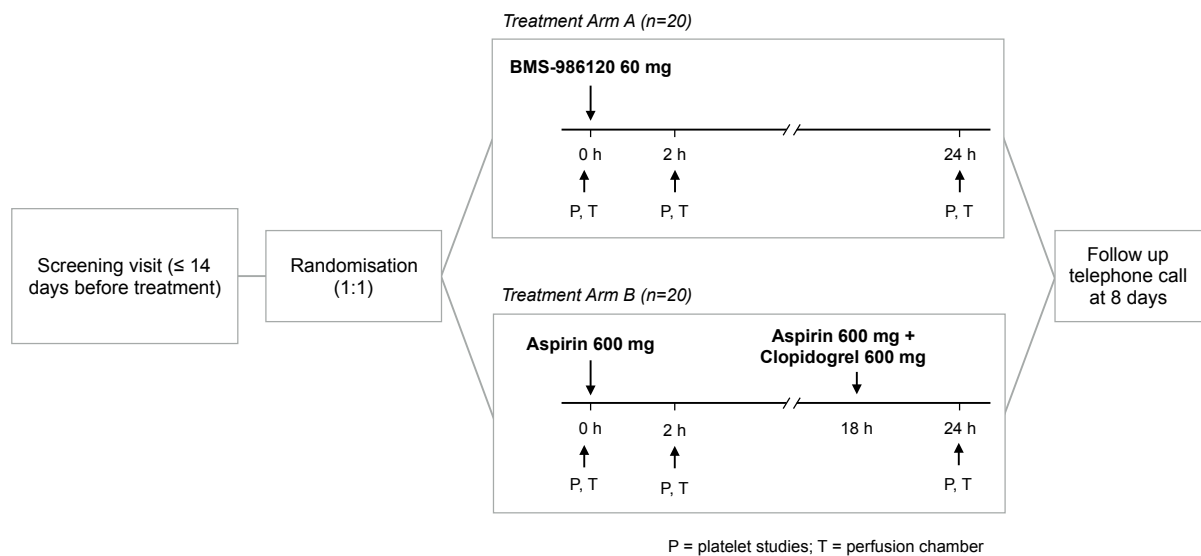 Treatment Arm A (n=20)
BMS-986120 60 mg
0 h
2 h
24 h
P, T
P, T
P, T
Screening visit (≤ 14
days before treatment)
Randomisation
(1:1)
Follow up
telephone call
at 8 days
Treatment Arm B (n=20)
Aspirin 600 mg
Aspirin 600 mg +
Clopidogrel 600 mg
0 h
2 h
18 h
24 h
P, T
P, T
P, T
P = platelet studies; T = perfusion chamber